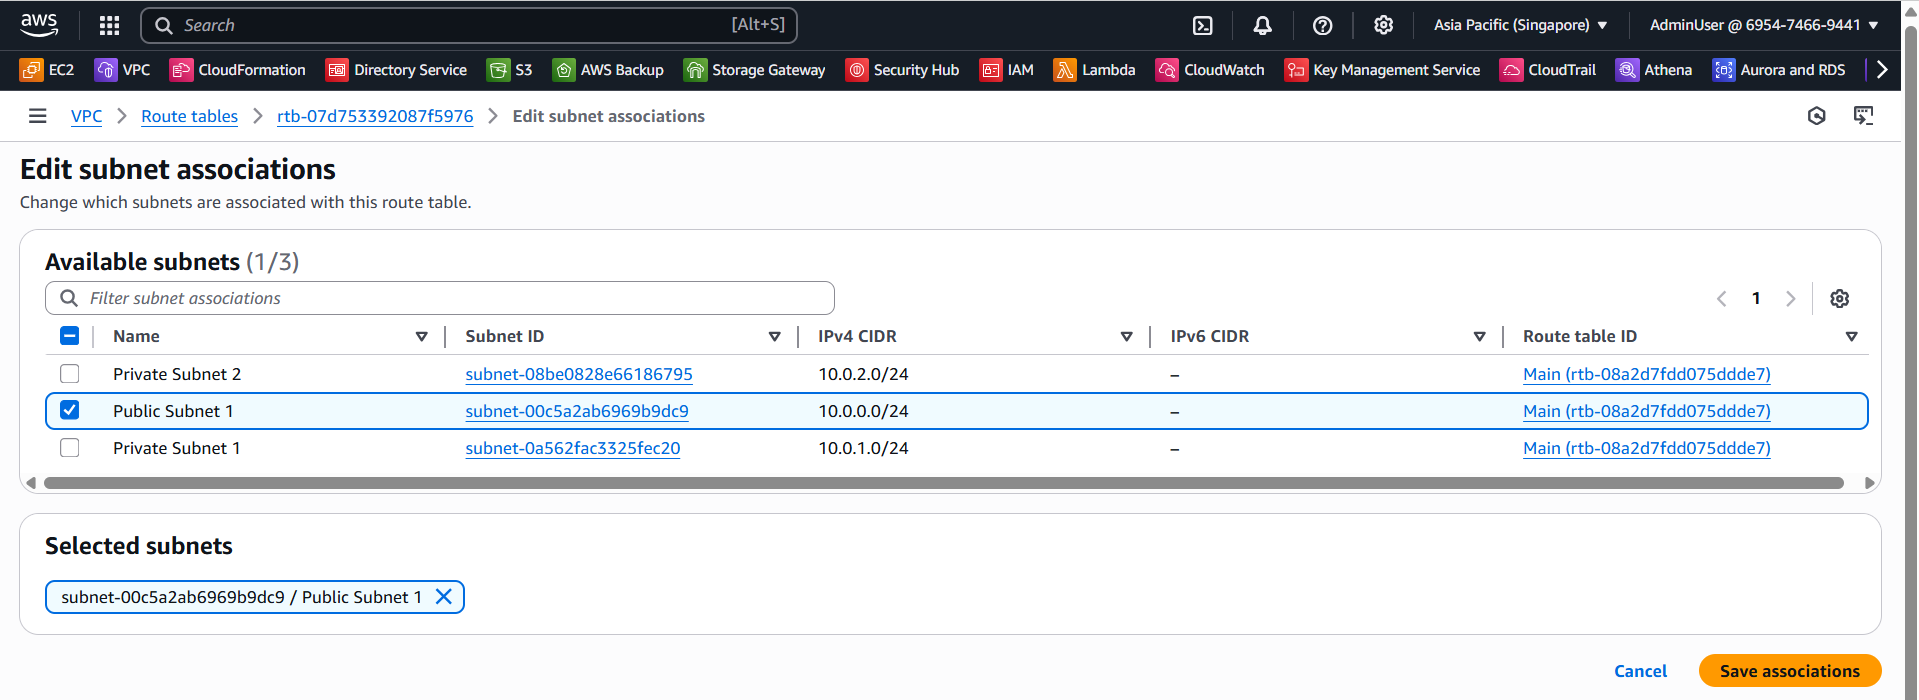 aws
Search [Alt+S]
Asia Pacific (Singapore) AdminUser @ 6954-7466-9441
EC2 VPC CloudFormation Directory Service S3 AWS Backup Storage Gateway Security Hub IAM Lambda CloudWatch Key Management Service CloudTrail Athena Aurora and RDS
VPC Route tables rtb-07d753392087f5976 Edit subnet associations
Edit subnet associations
Change which subnets are associated with this route table.
Available subnets (1/3)
Filter subnet associations
1
Name Subnet ID IPv4 CIDR IPv6 CIDR Route table ID
Private Subnet 2 subnet-08be0828e66186795 10.0.2.0/24 – Main (rtb-08a2d7fdd075ddde7)
Public Subnet 1 subnet-00c5a2ab6969b9dc9 10.0.0.0/24 – Main (rtb-08a2d7fdd075ddde7)
Private Subnet 1 subnet-0a562fac3325fec20 10.0.1.0/24 – Main (rtb-08a2d7fdd075ddde7)
Selected subnets
subnet-00c5a2ab6969b9dc9 / Public Subnet 1
Cancel Save associations